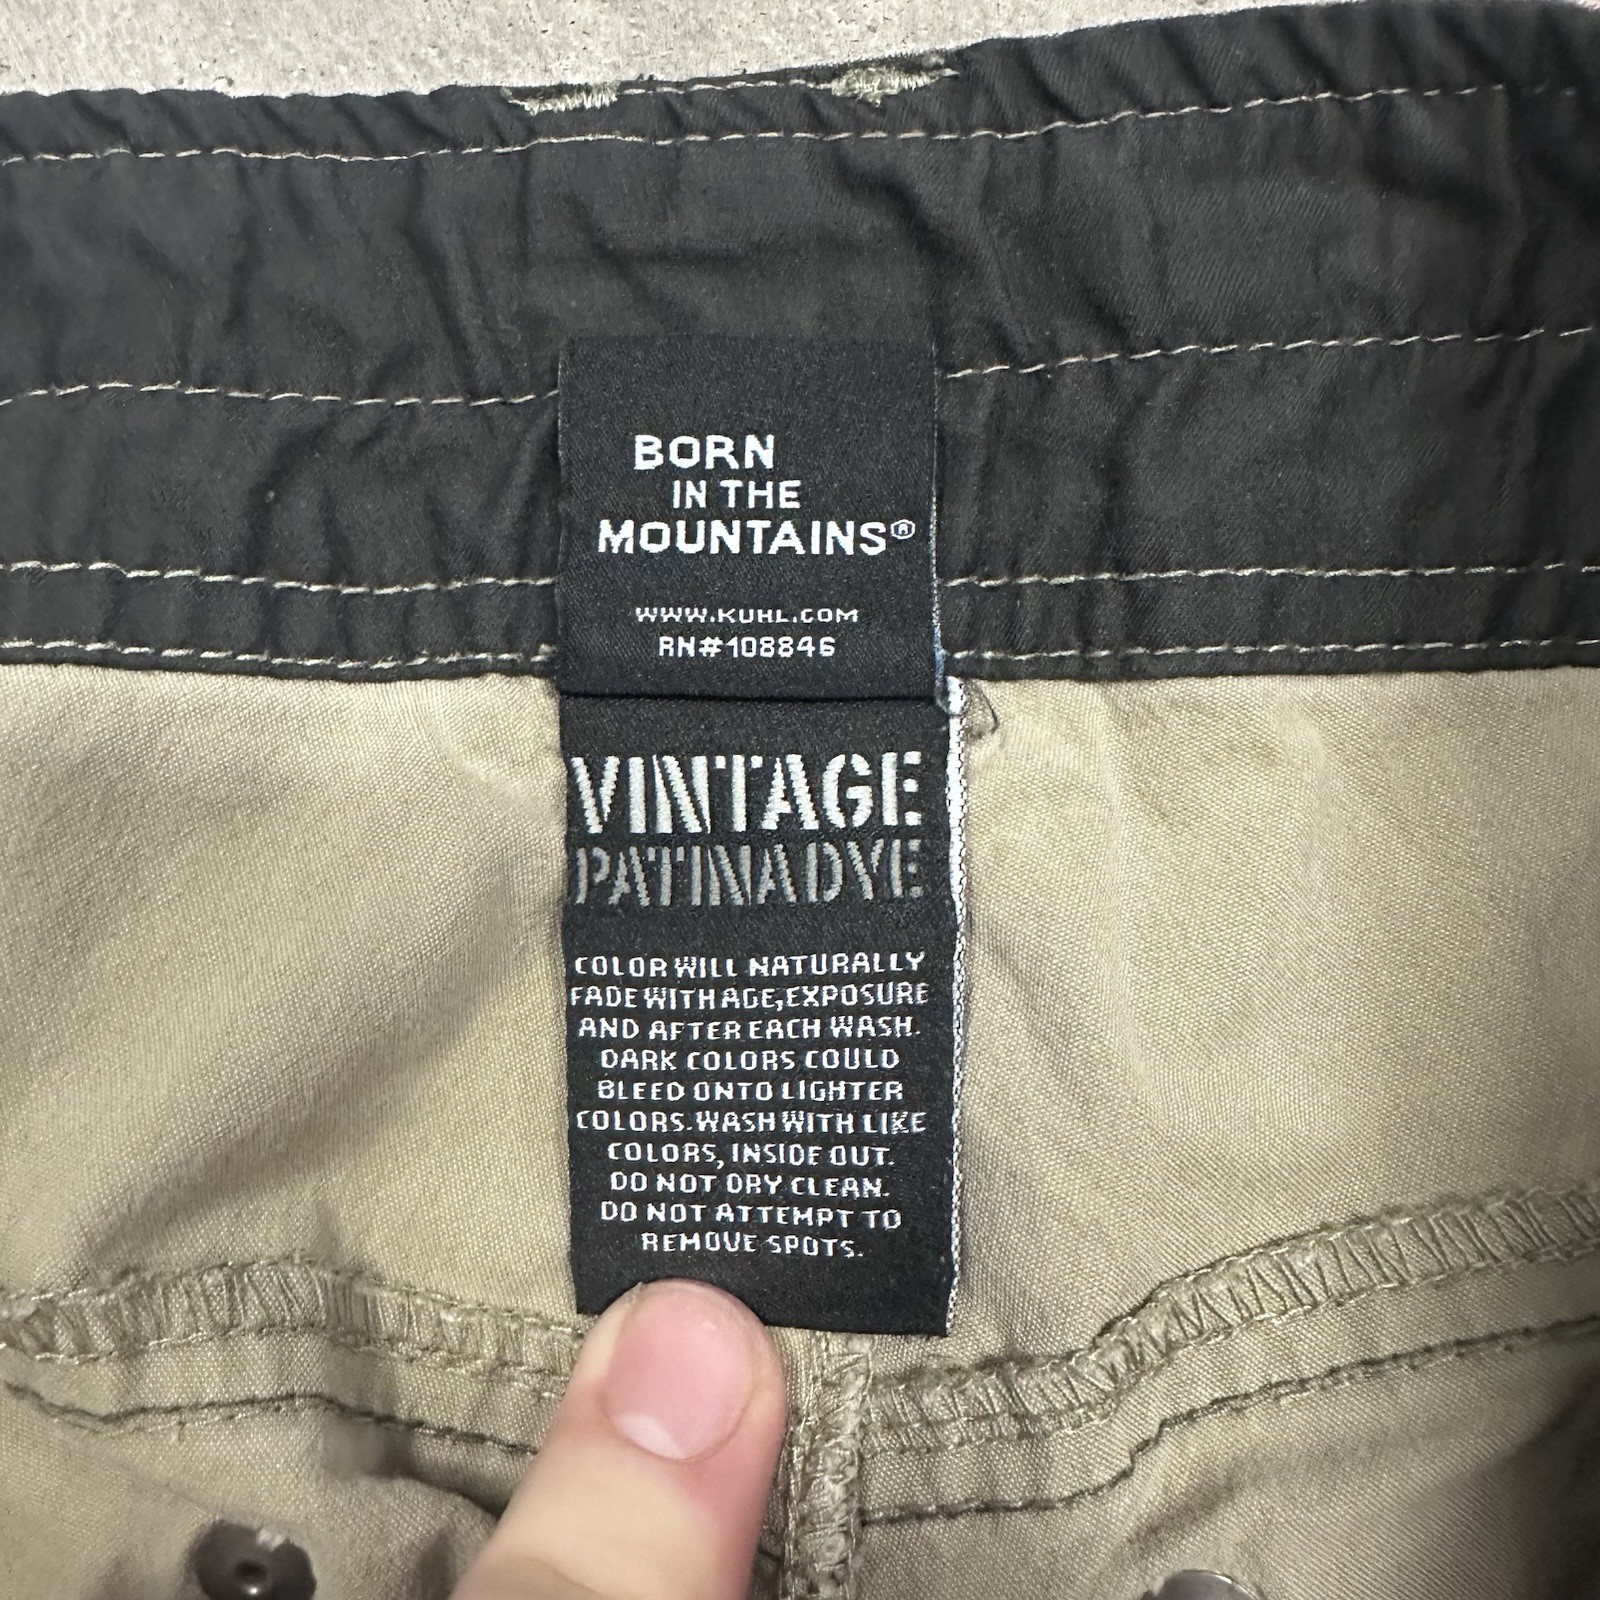 BORN
IN THE
MOUNTAINS®
WWW.KUHL.COM
RN#108846
VINTAGE
PATINA DYE
COLOR WILL NATURALLY
FADE WITH AGE, EXPOSURE
AND AFTER EACH WASH.
DARK COLORS COULD
BLEED ONTO LIGHTER
COLORS. WASH WITH LIKE
COLORS, INSIDE OUT.
DO NOT DRY CLEAN.
DO NOT ATTEMPT TO
REMOVE SPOTS.